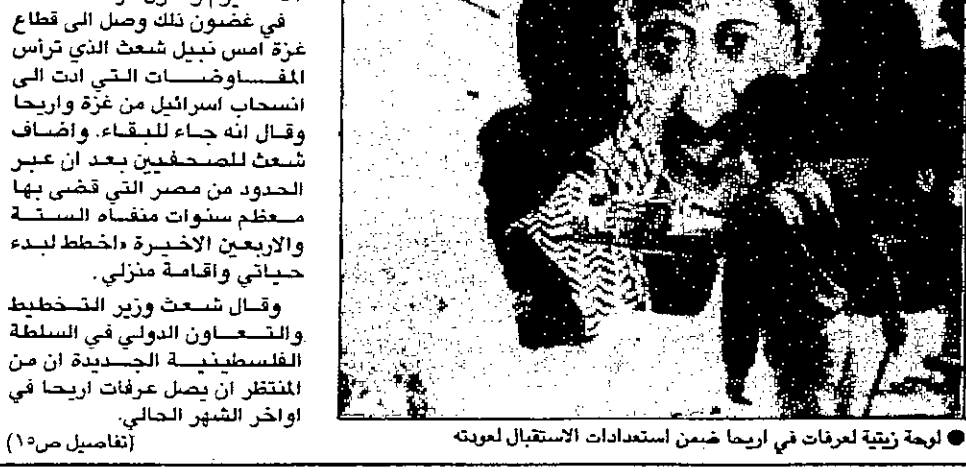 في غضون ذلك وصل الى قطاع
غزة امس نبيل شعث الذي ترأس
المفساوضسات التي ادت الى
انسحاب اسرائيل من غزة واريحا
وقال انه جاء للبقاء. واضاف
شعث للصحفيين بعد ان عبر
الحدود من مصر التي قضى بها
معظم سنوات منفاه الستة
والاربعين الاخيرة «اخطط لبدء
حياتي واقامة منزلي.
وقال شعث وزير التخطيط
والتعاون الدولي في السلطة
الفلسطينية الجديدة ان من
المنتظر ان يصل عرفات اريحا في
اواخر الشهر الحالي.
(تفاصيل ص١٥)
● لوحة زيتية لعرفات في اريحا ضمن استعدادات الاستقبال لعودته